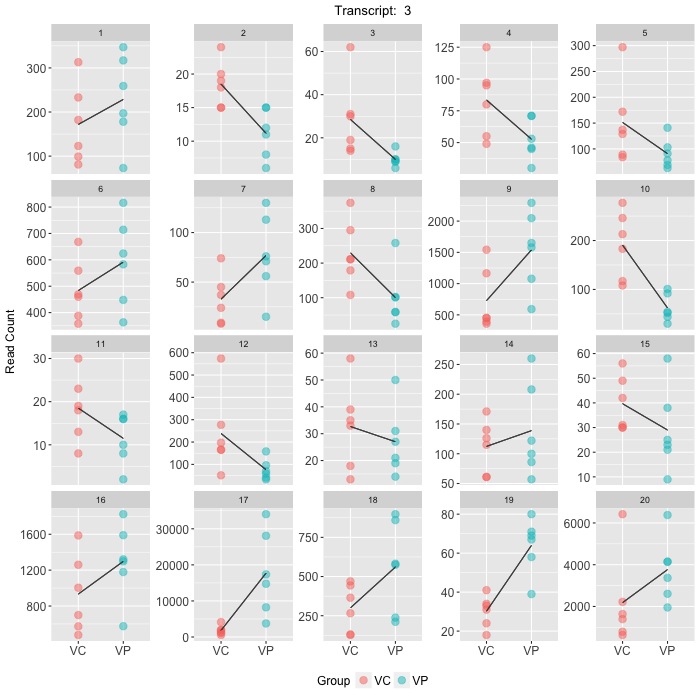 Transcript:  3
1 2 3 4 5
300 200 100
20 15 10
60 40 20
125 100 75 50
300 250 200 150 100
6 7 8 9 10
800 700 600 500 400
100 50
300 200 100
2000 1500 1000 500
200 100
Read Count
11 12 13 14 15
30 20 10
600 500 400 300 200 100
60 50 40 30 20
250 200 150 100 50
60 50 40 30 20 10
16 17 18 19 20
1600 1200 800
30000 20000 10000 0
750 500 250
80 60 40 20
6000 4000 2000
VC VP VC VP VC VP VC VP VC VP
Group VC VP